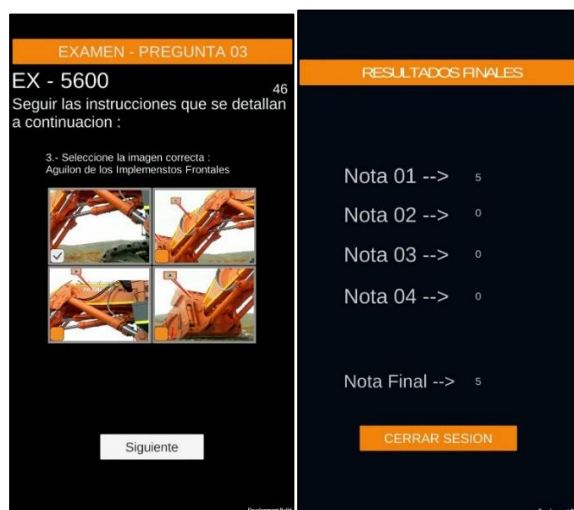 EXAMEN - PREGUNTA 03
EX - 5600
46
Seguir las instrucciones que se detallan
a continuacion :
3.- Seleccione la imagen correcta :
Aguilon de los Implemenstos Frontales
Siguiente
Development Build
RESULTADOS FINALES
Nota 01 --> 5
Nota 02 --> 0
Nota 03 --> 0
Nota 04 --> 0
Nota Final --> 5
CERRAR SESION